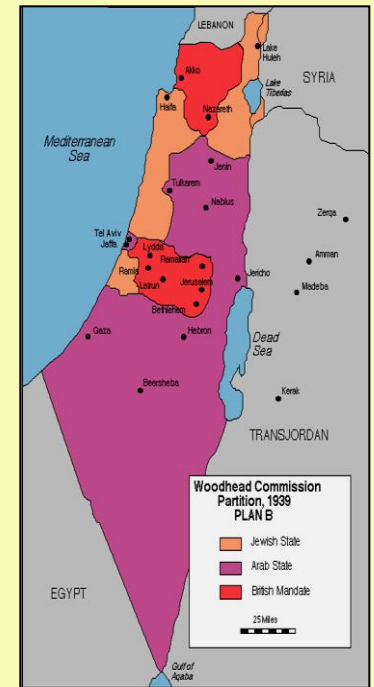 LEBANON
Lake
Huleh
SYRIA
Akko
Lake
Tiberias
Haifa
Nazareth
Mediterranean
Sea
Jenin
Tulkarem
Nablus
Zerqa
Tel Aviv
Jaffa
Lydda
Ramallah
Amman
Ramla
Latrun
Jerusalem
Jericho
Madeba
Bethlehem
Gaza
Hebron
Dead
Sea
Beersheba
Kerak
TRANSJORDAN
Woodhead Commission
Partition, 1939
PLAN B
Jewish State
Arab State
British Mandate
25 Miles
EGYPT
Gulf of
Aqaba